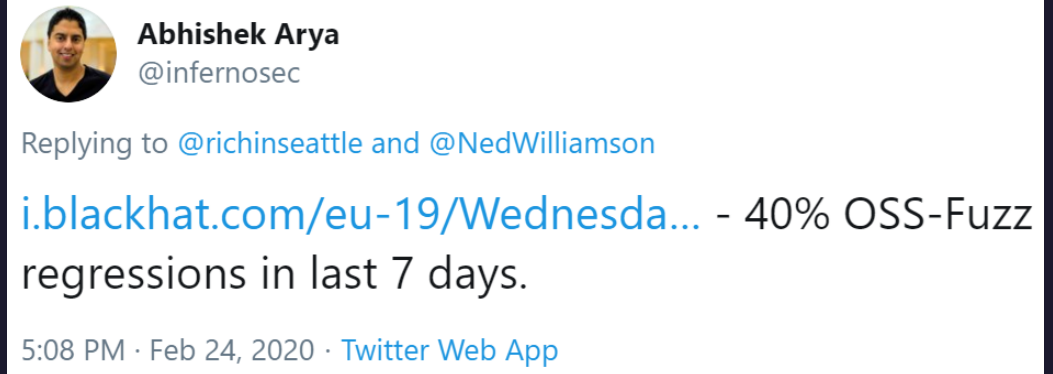 Abhishek Arya
@infernosec
Replying to @richinseattle and @NedWilliamson
i.blackhat.com/eu-19/Wednesda... - 40% OSS-Fuzz
regressions in last 7 days.
5:08 PM · Feb 24, 2020 · Twitter Web App